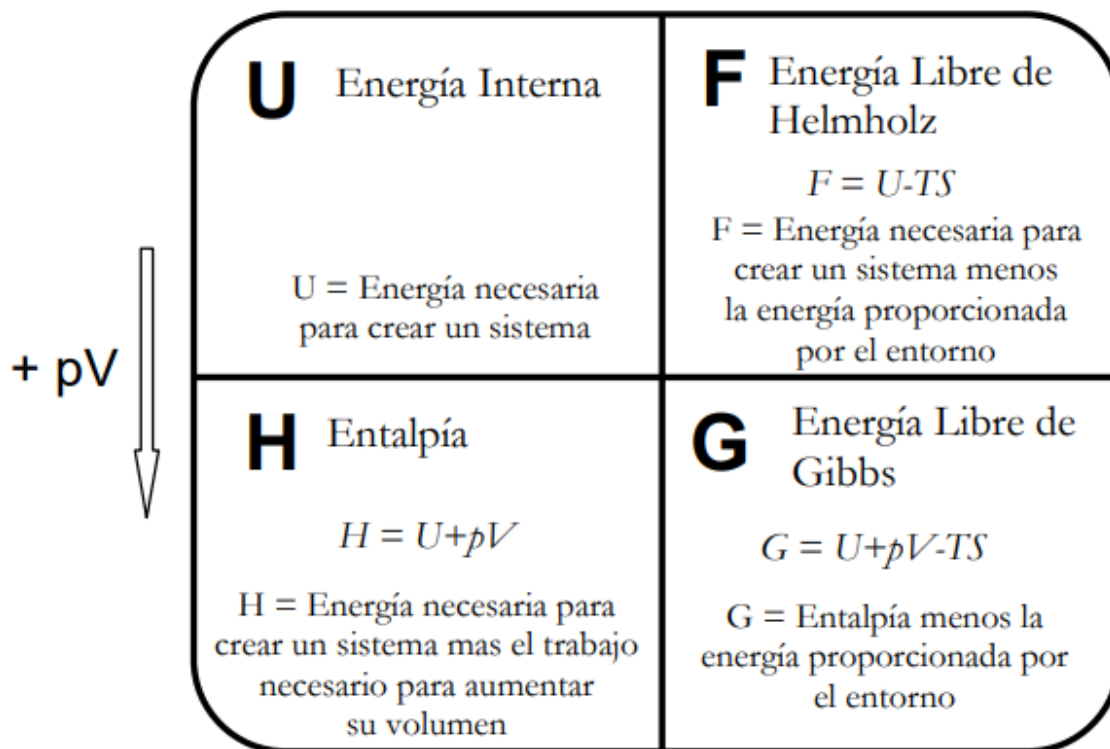 U Energía Interna
U = Energía necesaria
para crear un sistema
F Energía Libre de
Helmholz
F = U-TS
F = Energía necesaria para
crear un sistema menos
la energía proporcionada
por el entorno
+ pV
H Entalpía
H = U+pV
H = Energía necesaria para
crear un sistema mas el trabajo
necesario para aumentar
su volumen
G Energía Libre de
Gibbs
G = U+pV-TS
G = Entalpía menos la
energía proporcionada por
el entorno